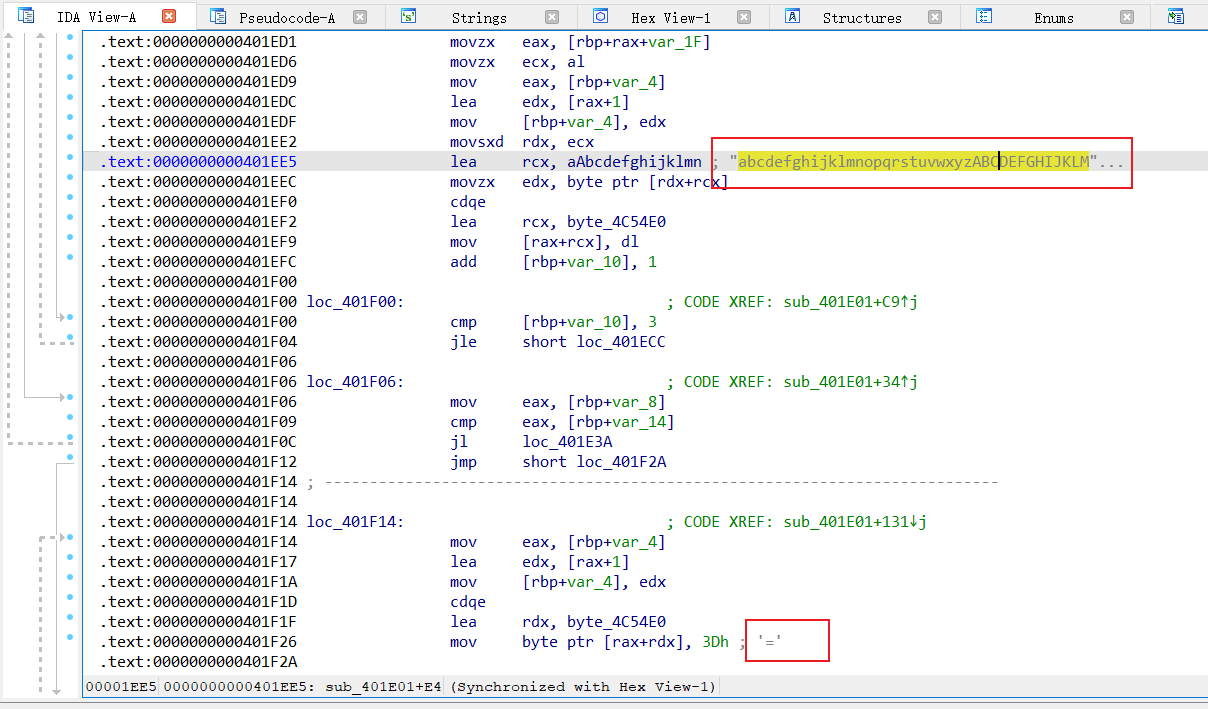 IDA View-A Pseudocode-A Strings Hex View-1 Structures Enums
.text:0000000000401ED1 movzx eax, [rbp+rax+var_1F]
.text:0000000000401ED6 movzx ecx, al
.text:0000000000401ED9 mov eax, [rbp+var_4]
.text:0000000000401EDC lea edx, [rax+1]
.text:0000000000401EDF mov [rbp+var_4], edx
.text:0000000000401EE2 movsxd rdx, ecx
.text:0000000000401EE5 lea rcx, aAbcdefghijklmn ; "abcdefghijklmnopqrstuvwxyzABCDEFGHIJKLM"...
.text:0000000000401EEC movzx edx, byte ptr [rdx+rcx]
.text:0000000000401EF0 cdqe
.text:0000000000401EF2 lea rcx, byte_4C54E0
.text:0000000000401EF9 mov [rax+rcx], dl
.text:0000000000401EFC add [rbp+var_10], 1
.text:0000000000401F00
.text:0000000000401F00 loc_401F00: ; CODE XREF: sub_401E01+C9↑j
.text:0000000000401F00 cmp [rbp+var_10], 3
.text:0000000000401F04 jle short loc_401ECC
.text:0000000000401F06
.text:0000000000401F06 loc_401F06: ; CODE XREF: sub_401E01+34↑j
.text:0000000000401F06 mov eax, [rbp+var_8]
.text:0000000000401F09 cmp eax, [rbp+var_14]
.text:0000000000401F0C jl loc_401E3A
.text:0000000000401F12 jmp short loc_401F2A
.text:0000000000401F14 ; ---------------------------------------------------------------------------
.text:0000000000401F14
.text:0000000000401F14 loc_401F14: ; CODE XREF: sub_401E01+131↓j
.text:0000000000401F14 mov eax, [rbp+var_4]
.text:0000000000401F17 lea edx, [rax+1]
.text:0000000000401F1A mov [rbp+var_4], edx
.text:0000000000401F1D cdqe
.text:0000000000401F1F lea rdx, byte_4C54E0
.text:0000000000401F26 mov byte ptr [rax+rdx], 3Dh ; '='
.text:0000000000401F2A
00001EE5 0000000000401EE5: sub_401E01+E4 (Synchronized with Hex View-1)